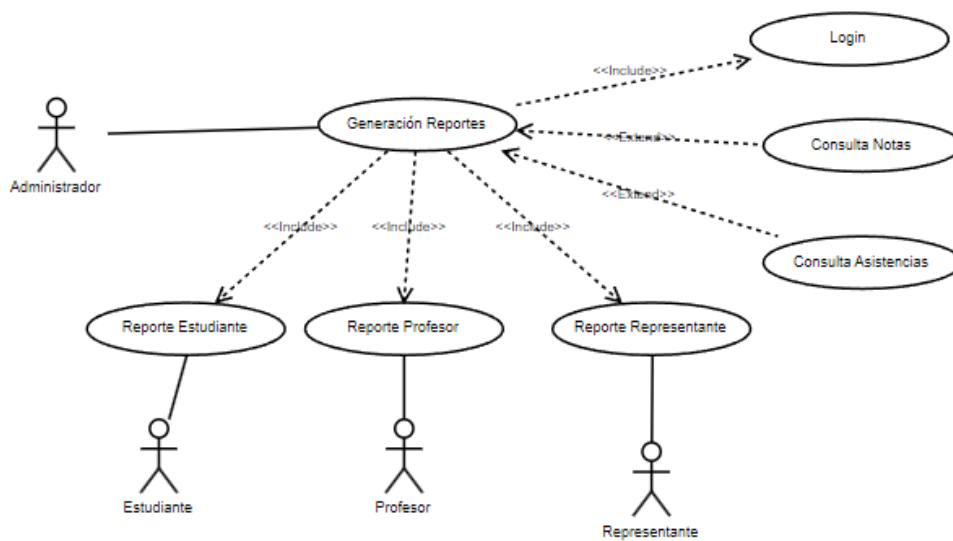 Login
<<Include>>
Generación Reportes
<<Extend>>
Consulta Notas
Administrador
<<Extend>>
<<Include>>
<<Include>>
<<Include>>
Consulta Asistencias
Reporte Estudiante
Reporte Profesor
Reporte Representante
Estudiante
Profesor
Representante